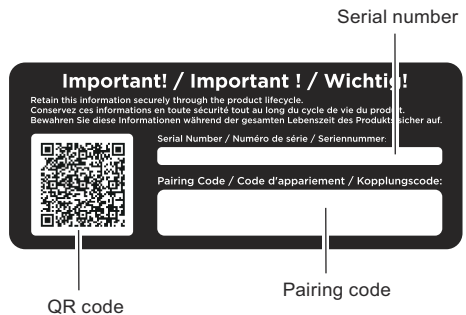 Serial number
Important! / Important ! / Wichtig!
Retain this information securely through the product lifecycle.
Conservez ces informations en toute sécurité tout au long du cycle de vie du produit.
Bewahren Sie diese Informationen während der gesamten Lebenszeit des Produkts sicher auf.
Serial Number / Numéro de série / Seriennummer:
Pairing Code / Code d'appariement / Kopplungscode:
Pairing code
QR code